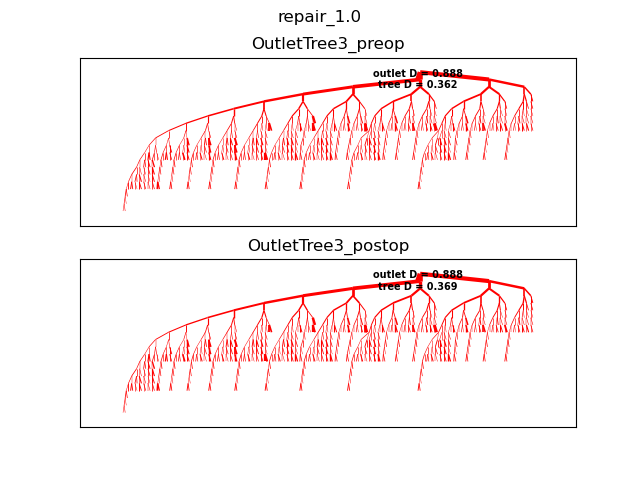 repair_1.0
OutletTree3_preop
outlet D = 0.888
tree D = 0.362
OutletTree3_postop
outlet D = 0.888
tree D = 0.369